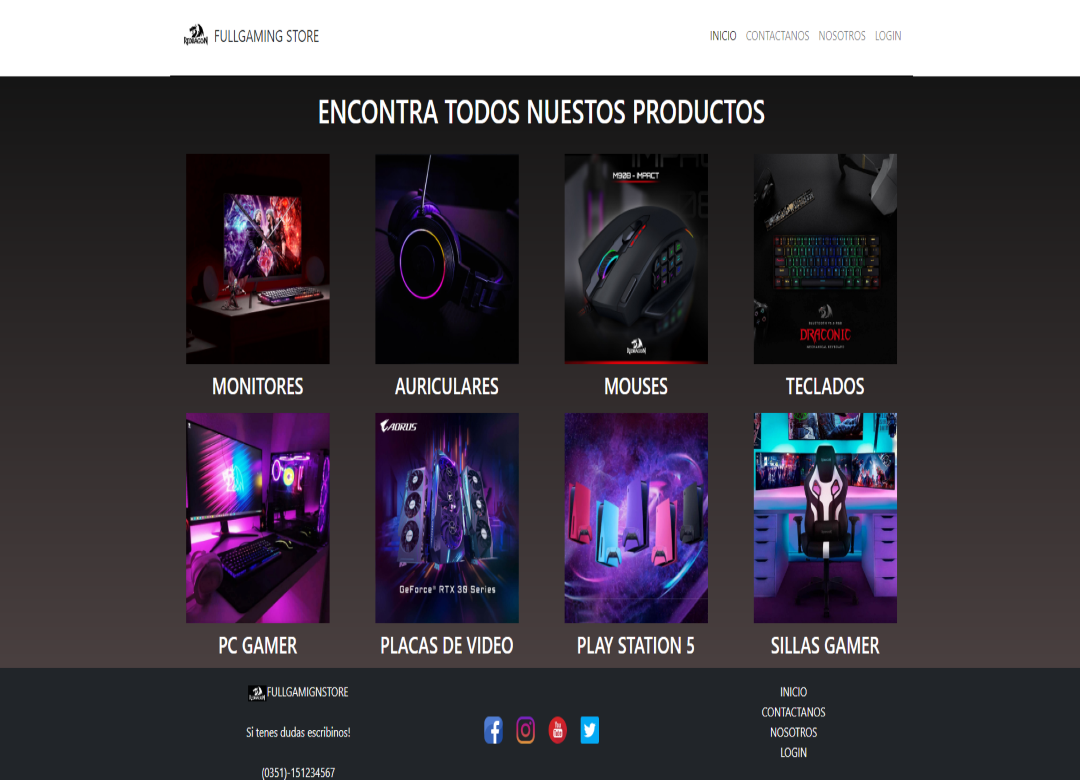 REDRAGON FULLGAMING STORE
INICIO CONTACTANOS NOSOTROS LOGIN
ENCONTRA TODOS NUESTOS PRODUCTOS
IMPACT
M908 - IMPACT
908
REDRAGON
DRACONIC
MONITORES AURICULARES MOUSES TECLADOS
AORUS
GeForce® RTX 30 Series
PC GAMER PLACAS DE VIDEO PLAY STATION 5 SILLAS GAMER
FULLGAMIGNSTORE
Si tenes dudas escribinos!
(0351)-151234567
You
Tube
INICIO
CONTACTANOS
NOSOTROS
LOGIN